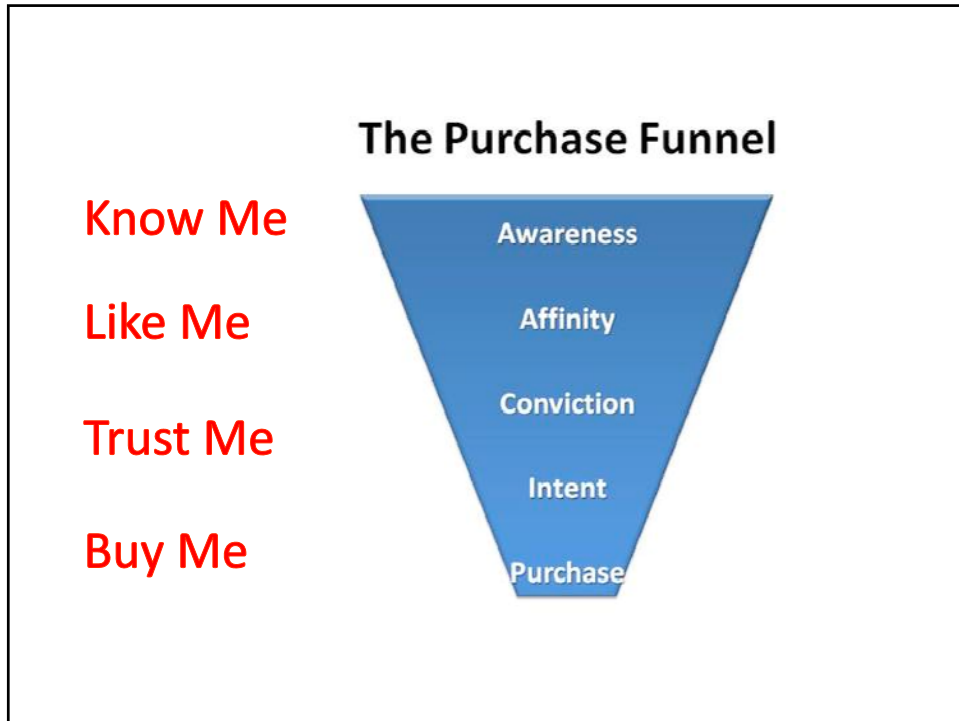 The Purchase Funnel
Know Me
Awareness
Like Me
Affinity
Conviction
Trust Me
Intent
Buy Me
Purchase